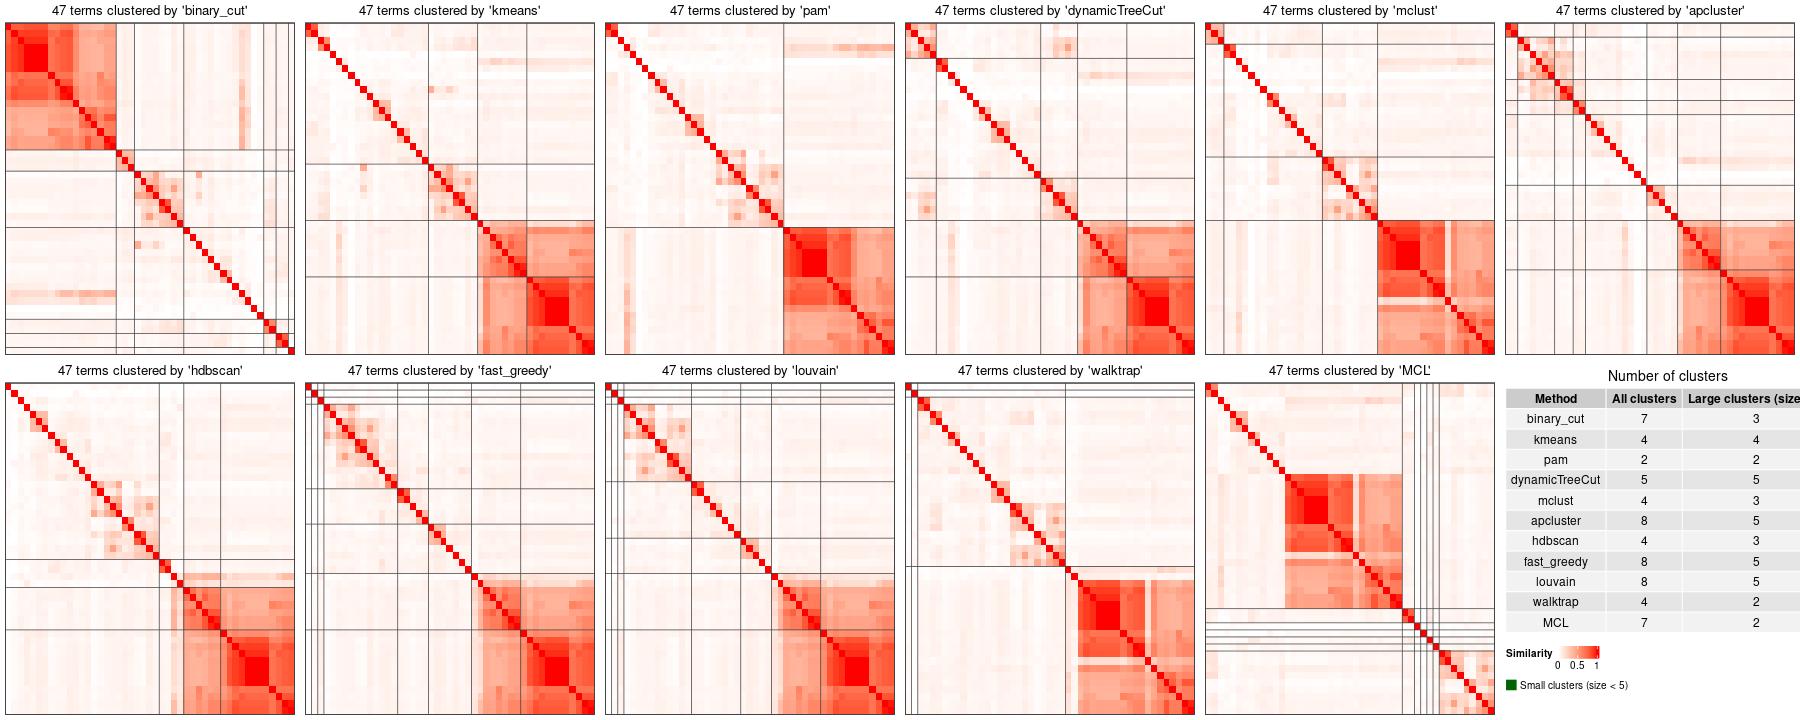 47 terms clustered by 'binary_cut'
47 terms clustered by 'kmeans'
47 terms clustered by 'pam'
47 terms clustered by 'dynamicTreeCut'
47 terms clustered by 'mclust'
47 terms clustered by 'apcluster'
47 terms clustered by 'hdbscan'
47 terms clustered by 'fast_greedy'
47 terms clustered by 'louvain'
47 terms clustered by 'walktrap'
47 terms clustered by 'MCL'
Number of clusters
Method All clusters Large clusters (size
binary_cut 7 3
kmeans 4 4
pam 2 2
dynamicTreeCut 5 5
mclust 4 3
apcluster 8 5
hdbscan 4 3
fast_greedy 8 5
louvain 8 5
walktrap 4 2
MCL 7 2
Similarity
0 0.5 1
Small clusters (size < 5)